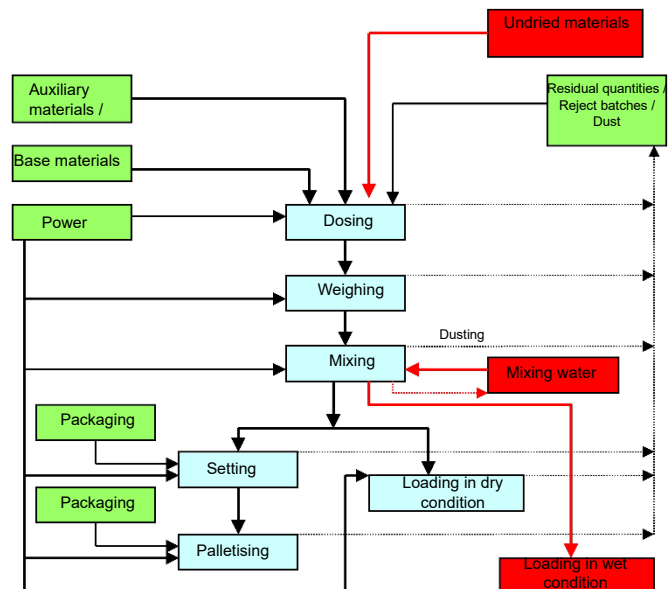 Undried materials
Auxiliary
materials /
Residual quantities /
Reject batches /
Dust
Base materials
Power
Dosing
Weighing
Dusting
Mixing
Mixing water
Packaging
Setting
Loading in dry
condition
Packaging
Palletising
Loading in wet
condition